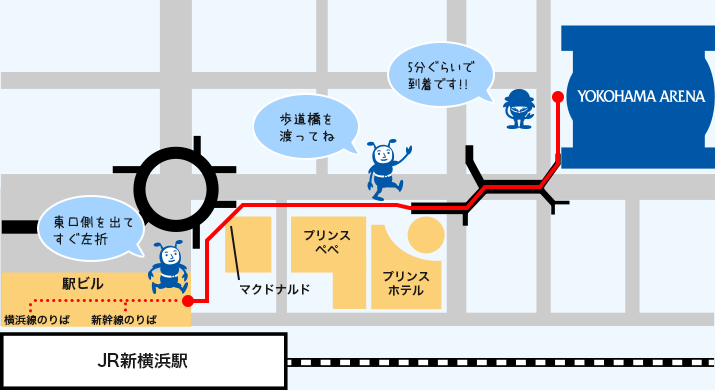 5分ぐらいで
到着です!!
YOKOHAMA ARENA
歩道橋を
渡ってね
東口側を出て
すぐ左折
プリンス
ペペ
プリンス
ホテル
マクドナルド
駅ビル
横浜線のりば
新幹線のりば
JR新横浜駅